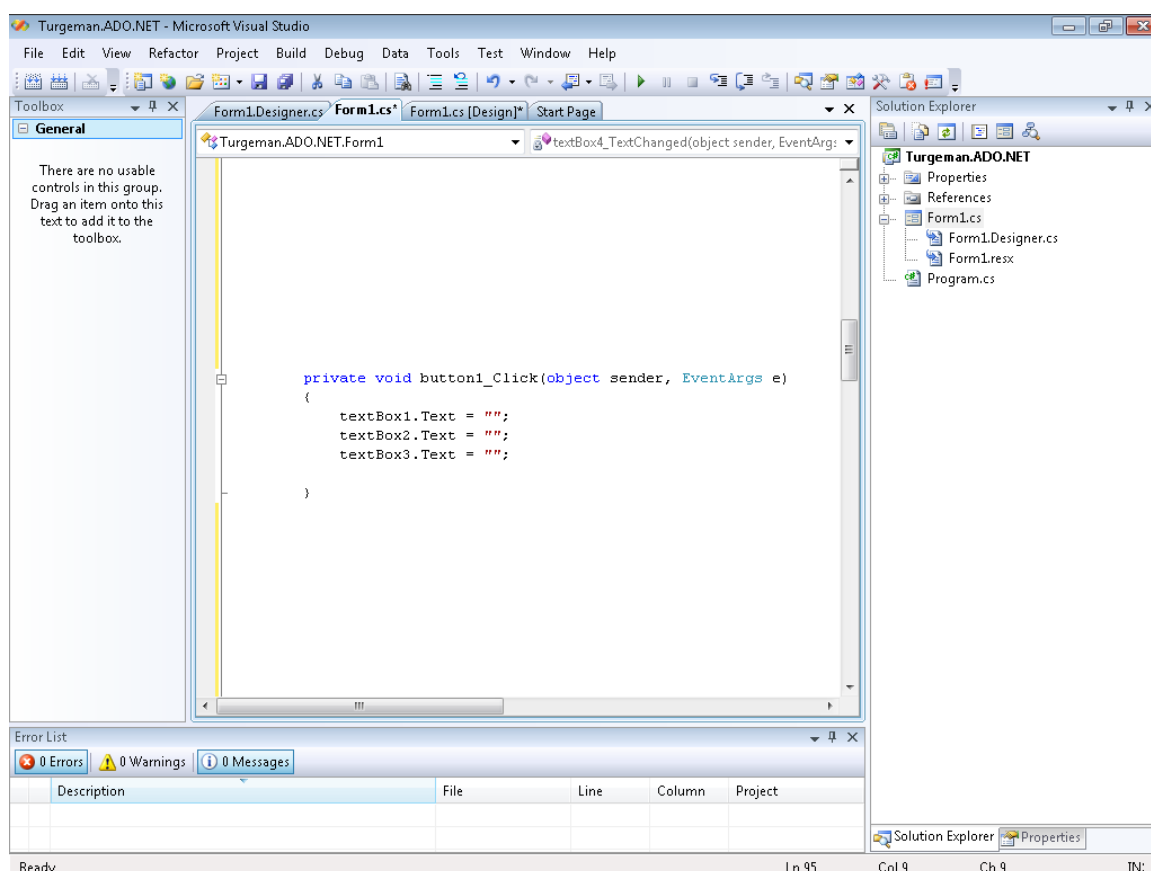 Turgeman.ADO.NET - Microsoft Visual Studio
File Edit View Refactor Project Build Debug Data Tools Test Window Help
Toolbox
General
There are no usable
controls in this group.
Drag an item onto this
text to add it to the
toolbox.
Form1.Designer.cs Form1.cs* Form1.cs [Design]* Start Page
Turgeman.ADO.NET.Form1 textBox4_TextChanged(object sender, EventArg
private void button1_Click(object sender, EventArgs e)
{
textBox1.Text = "";
textBox2.Text = "";
textBox3.Text = "";
}
Solution Explorer
Turgeman.ADO.NET
Properties
References
Form1.cs
Form1.Designer.cs
Form1.resx
Program.cs
Solution Explorer Properties
Error List
0 Errors 0 Warnings 0 Messages
Description File Line Column Project
Ready Ln 95 Col 9 Ch 9 IN